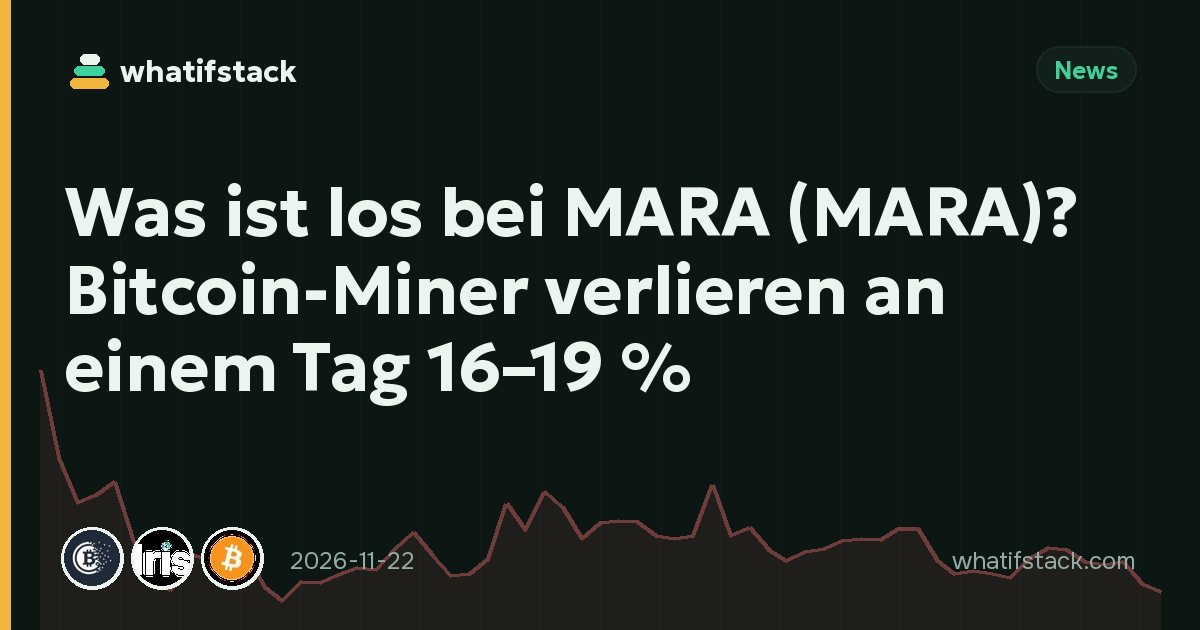 whatifstack
News
Was ist los bei MARA (MARA)?
Bitcoin-Miner verlieren an
einem Tag 16–19 %
Iris
2026-11-22
whatifstack.com